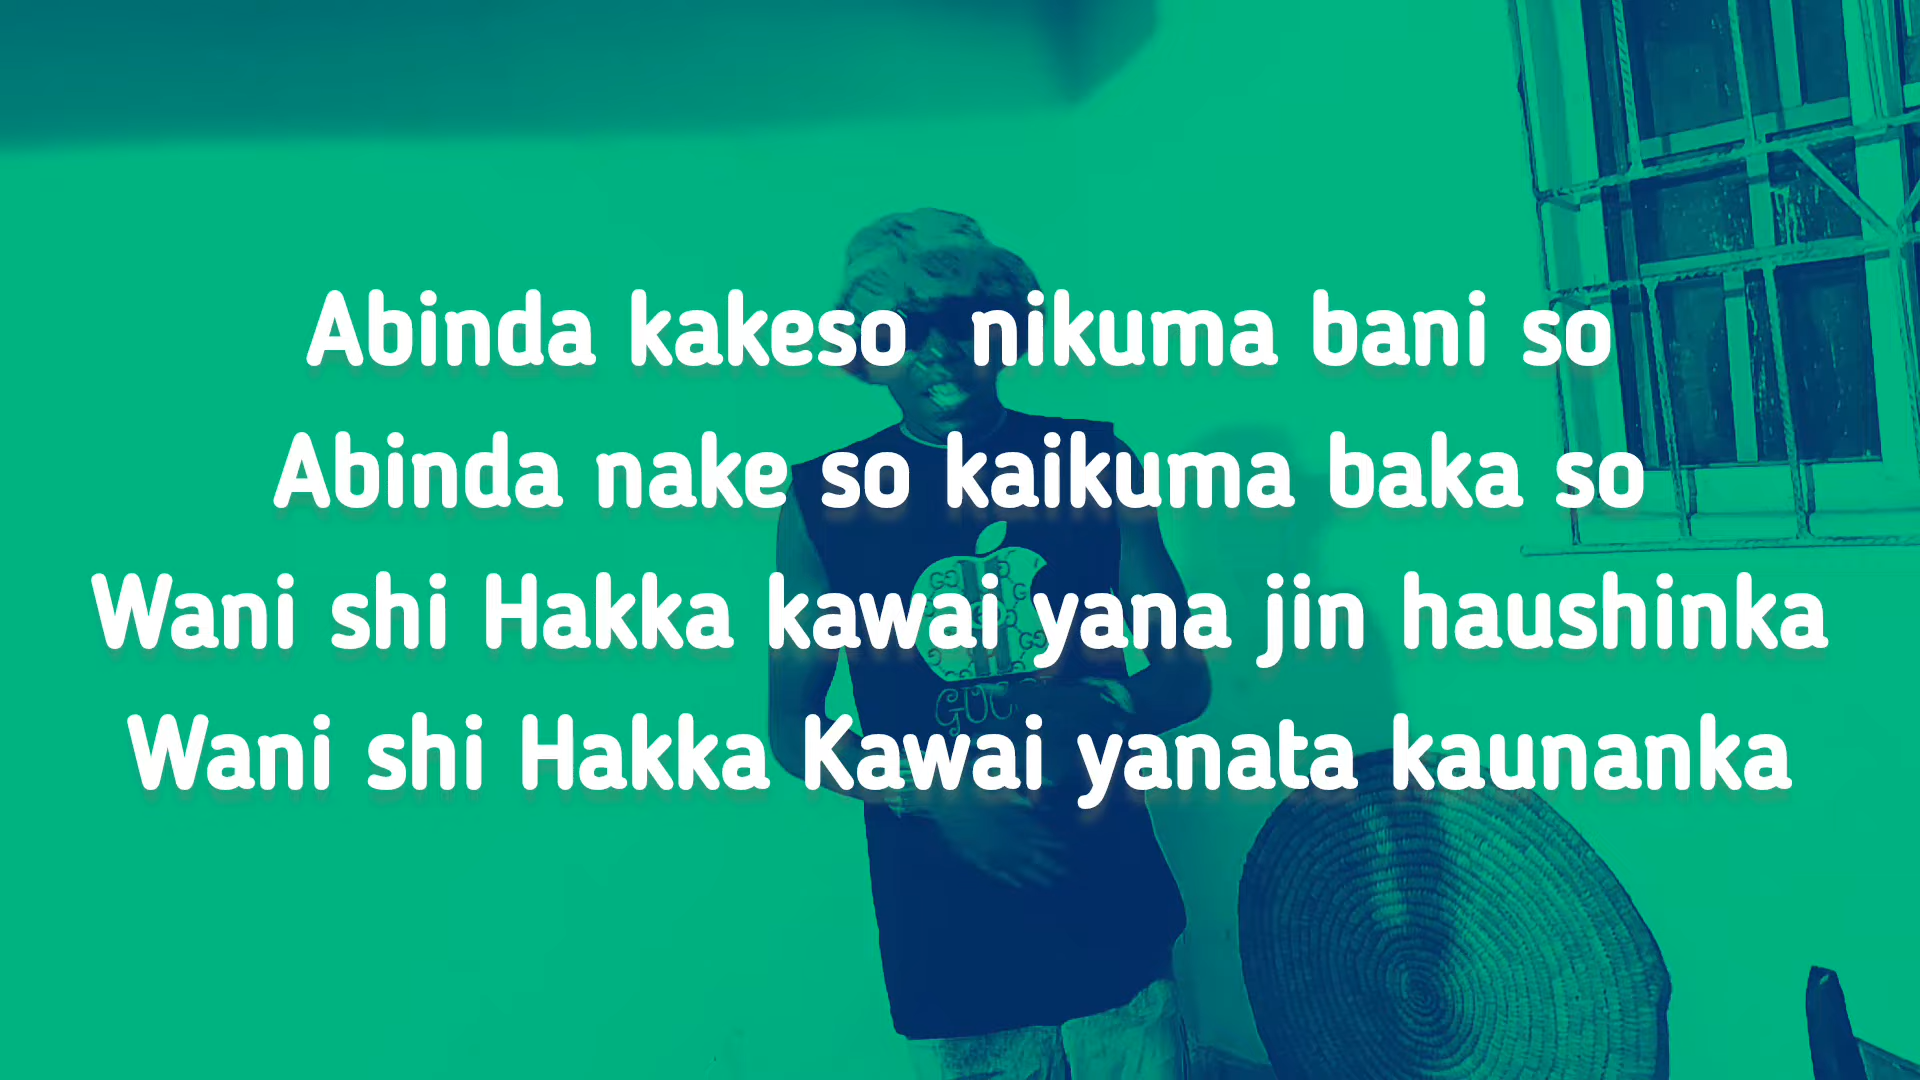 Abinda kakeso  nikuma bani so
Abinda nake so kaikuma baka so
Wani shi Hakka kawai yana jin haushinka
Wani shi Hakka Kawai yanata kaunanka